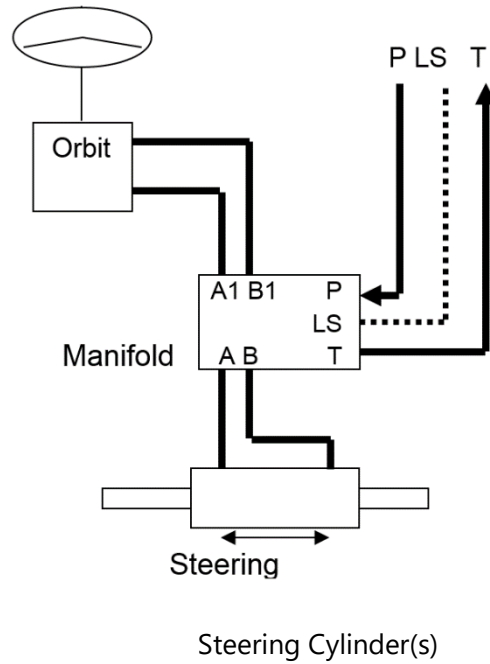 P LS T
Orbit
A1 B1 P
LS
Manifold
A B T
Steering
Steering Cylinder(s)